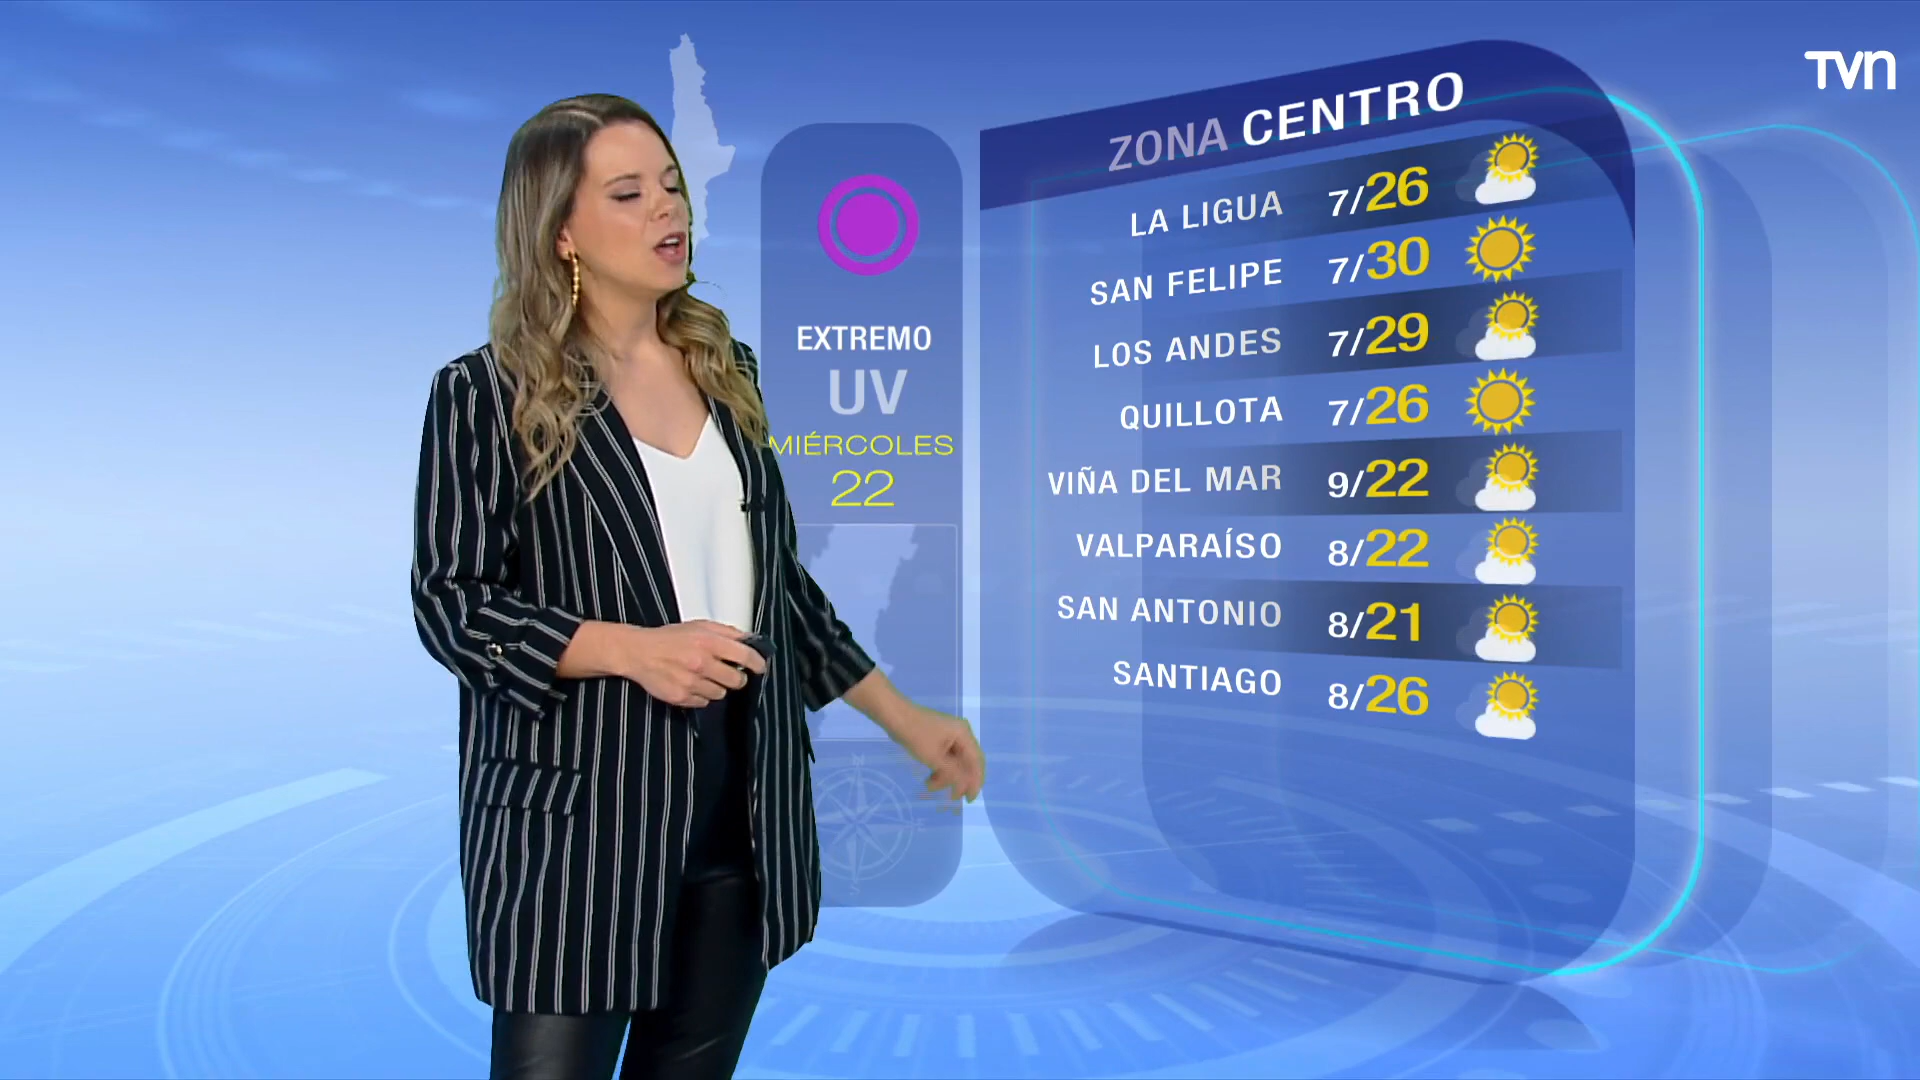 TVN
EXTREMO
UV
MIÉRCOLES
22
ZONA CENTRO
LA LIGUA 7/26
SAN FELIPE 7/30
LOS ANDES 7/29
QUILLOTA 7/26
VIÑA DEL MAR 9/22
VALPARAÍSO 8/22
SAN ANTONIO 8/21
SANTIAGO 8/26
N
S